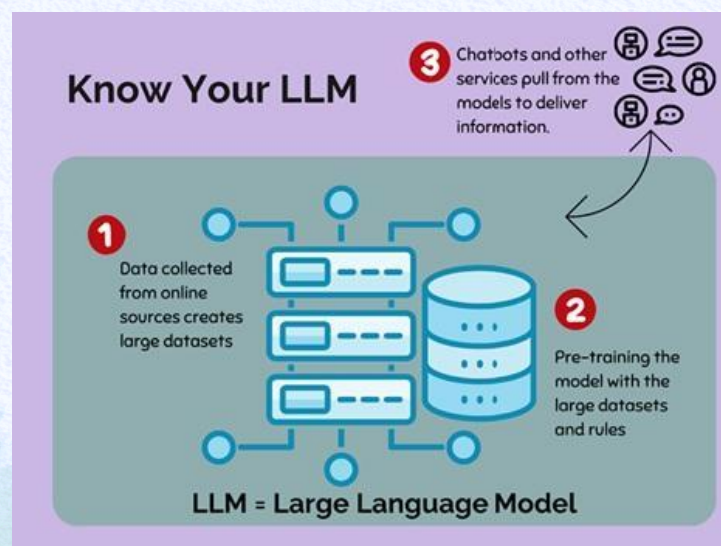 Know Your LLM
3
Chatbots and other
services pull from the
models to deliver
information.
1
Data collected
from online
sources creates
large datasets
2
Pre-training the
model with the
large datasets
and rules
LLM = Large Language Model